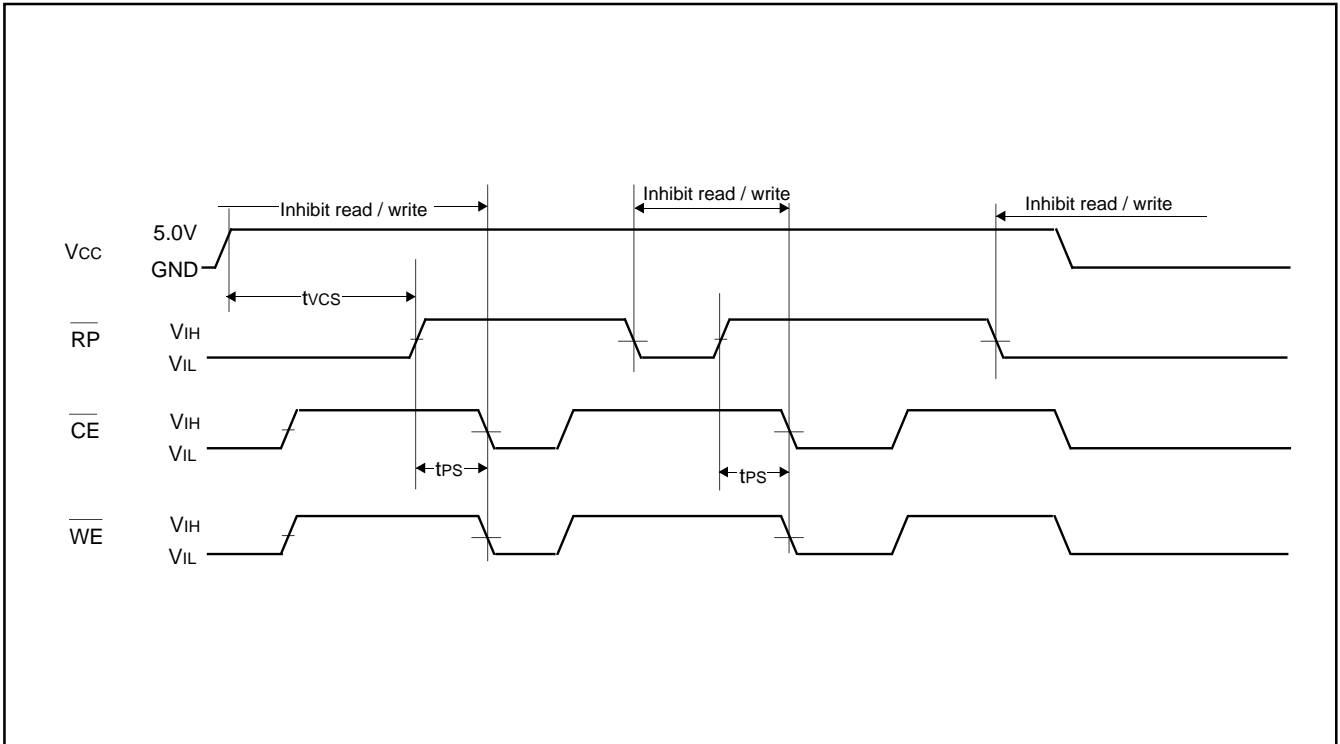 Inhibit read / write
Inhibit read / write
Inhibit read / write
VCC
5.0V
GND
tVCS
RP
VIH
VIL
CE
VIH
VIL
tPS
tPS
WE
VIH
VIL